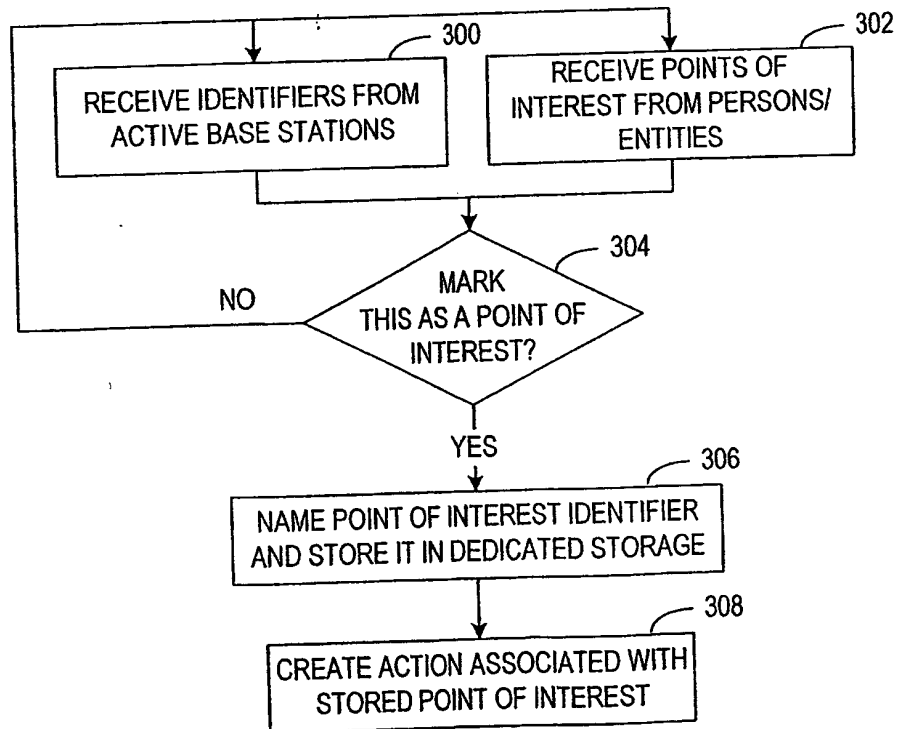 300
RECEIVE IDENTIFIERS FROM
ACTIVE BASE STATIONS
302
RECEIVE POINTS OF
INTEREST FROM PERSONS/
ENTITIES
304
MARK
THIS AS A POINT OF
INTEREST?
NO
YES
306
NAME POINT OF INTEREST IDENTIFIER
AND STORE IT IN DEDICATED STORAGE
308
CREATE ACTION ASSOCIATED WITH
STORED POINT OF INTEREST